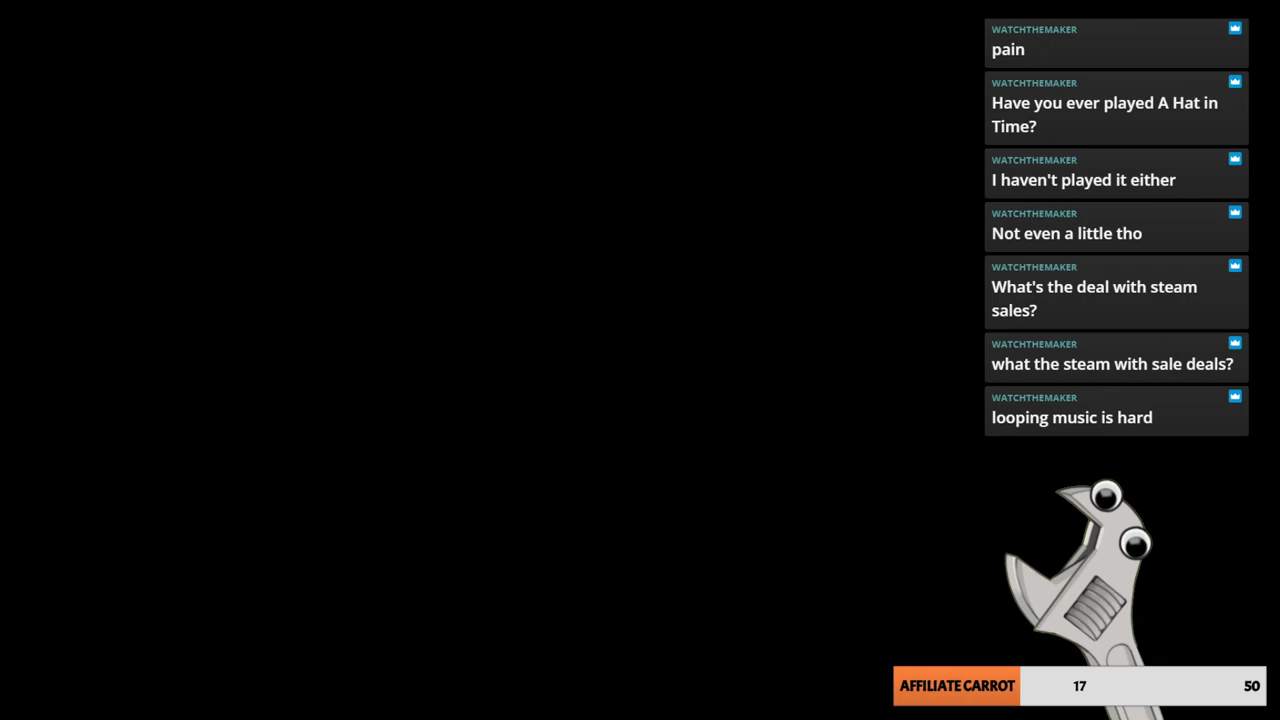 WATCHTHEMAKER
pain
WATCHTHEMAKER
Have you ever played A Hat in
Time?
WATCHTHEMAKER
I haven't played it either
WATCHTHEMAKER
Not even a little tho
WATCHTHEMAKER
What's the deal with steam
sales?
WATCHTHEMAKER
what the steam with sale deals?
WATCHTHEMAKER
looping music is hard
AFFILIATE CARROT 17 50